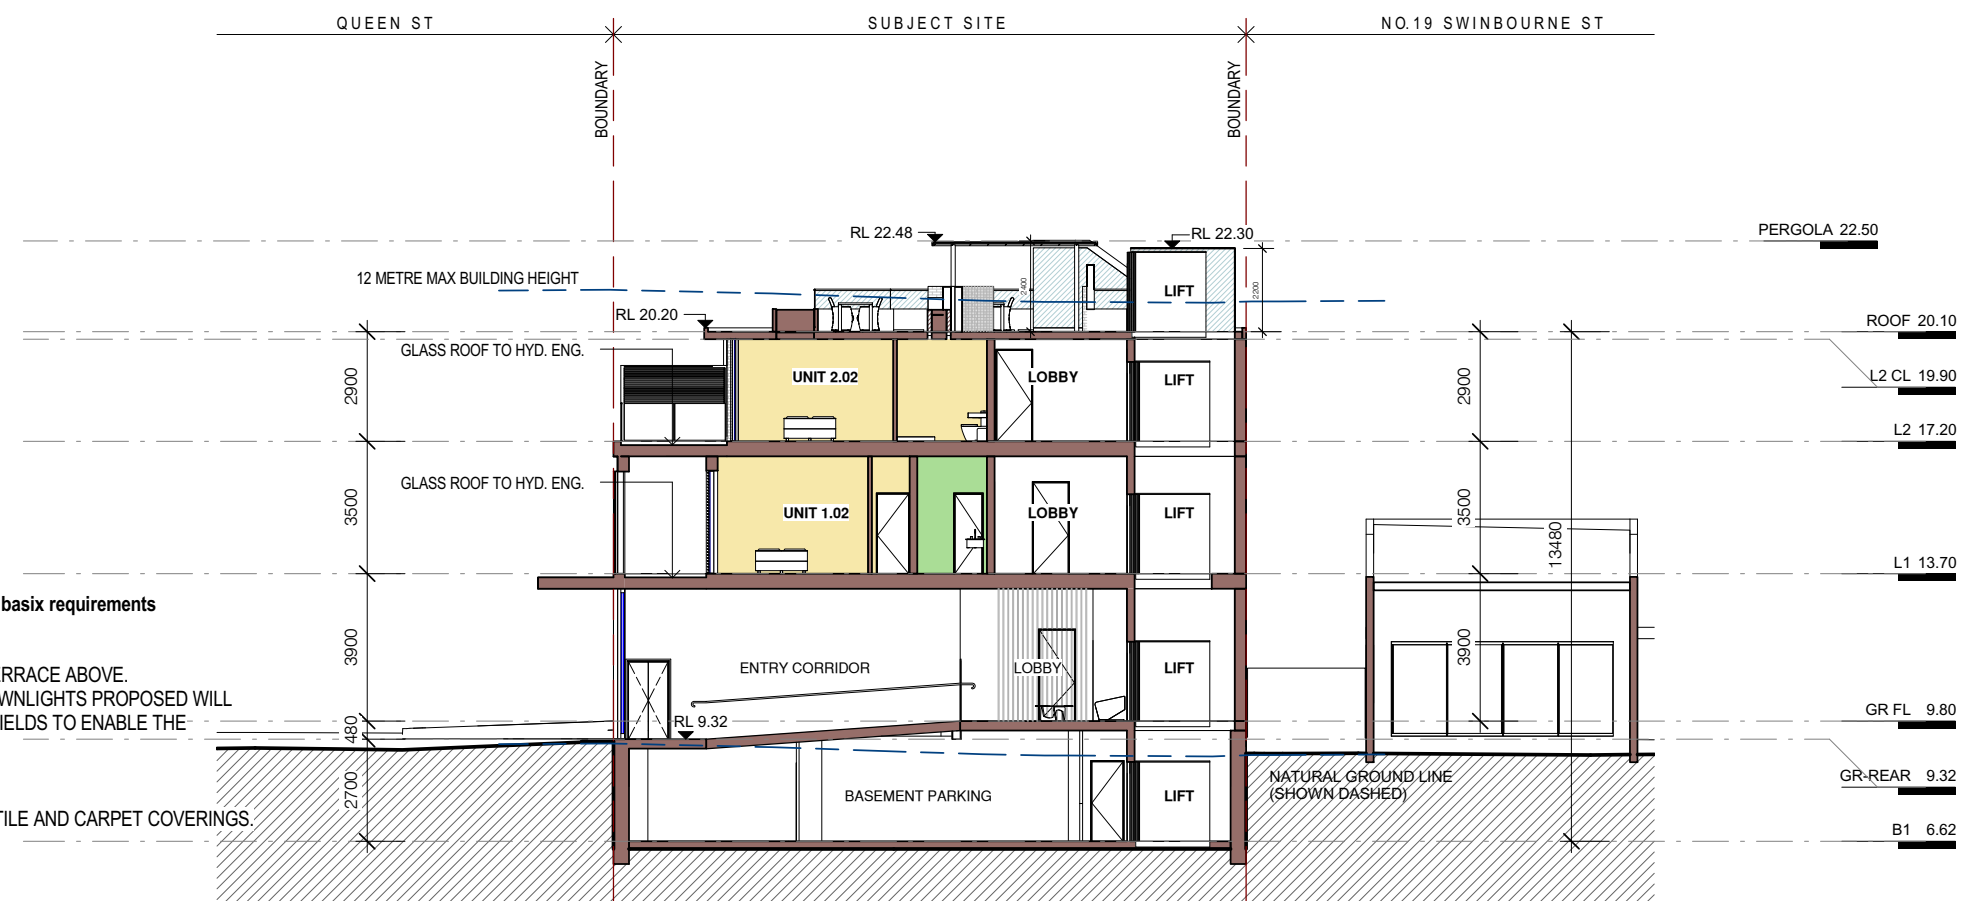 QUEEN ST
SUBJECT SITE
NO.19 SWINBOURNE ST
BOUNDARY
BOUNDARY
RL 22.48
RL 22.30
PERGOLA 22.50
12 METRE MAX BUILDING HEIGHT
2400
LIFT
2200
RL 20.20
ROOF 20.10
GLASS ROOF TO HYD. ENG.
2900
UNIT 2.02
LOBBY
LIFT
2900
L2 CL 19.90
L2 17.20
GLASS ROOF TO HYD. ENG.
3500
UNIT 1.02
LOBBY
LIFT
3500
13480
L1 13.70
basix requirements
3900
ENTRY CORRIDOR
LOBBY
LIFT
3900
ERRACE ABOVE.
WNLIGHTS PROPOSED WILL
IELDS TO ENABLE THE
480
RL 9.32
GR FL 9.80
2700
BASEMENT PARKING
LIFT
NATURAL GROUND LINE
(SHOWN DASHED)
GR-REAR 9.32
TILE AND CARPET COVERINGS.
B1 6.62